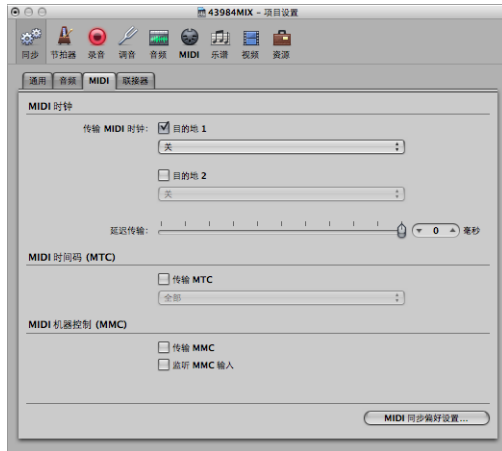 43984MIX – 项目设置
同步 节拍器 录音 调音 音频 MIDI 乐谱 视频 资源
通用 音频 MIDI 联接器
MIDI 时钟
传输 MIDI 时钟: 目的地 1
关
目的地 2
关
延迟传输: 0 毫秒
MIDI 时间码 (MTC)
传输 MTC
全部
MIDI 机器控制 (MMC)
传输 MMC
监听 MMC 输入
MIDI 同步偏好设置...